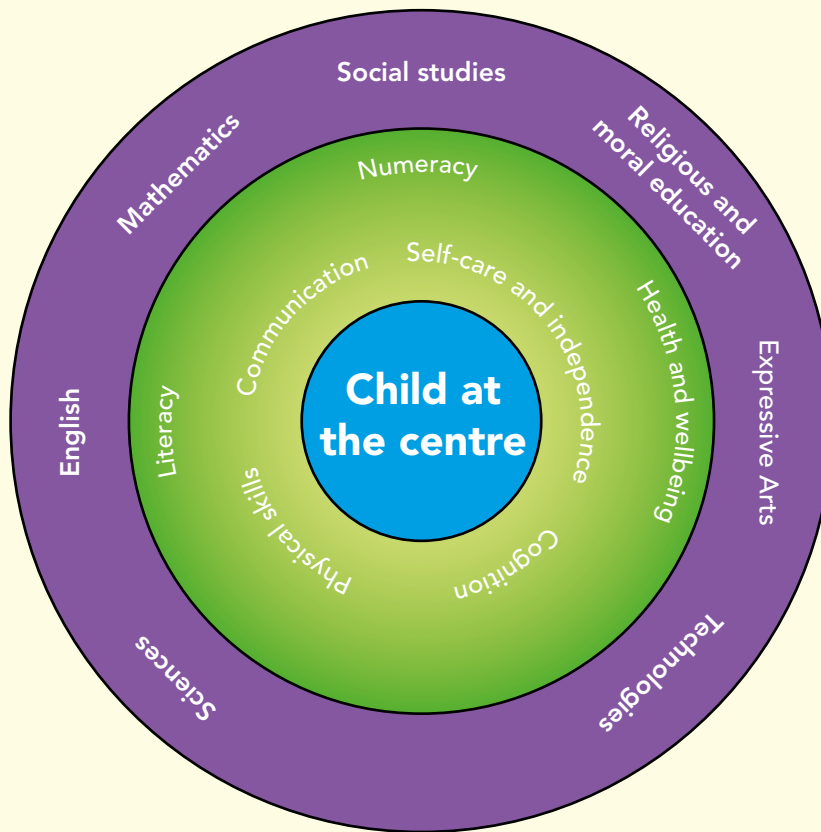 Social studies
Religious and
moral education
Expressive Arts
Technologies
Sciences
English
Mathematics
Numeracy
Health and wellbeing
Literacy
Communication
Self-care and independence
Cognition
Physical skills
Child at
the centre